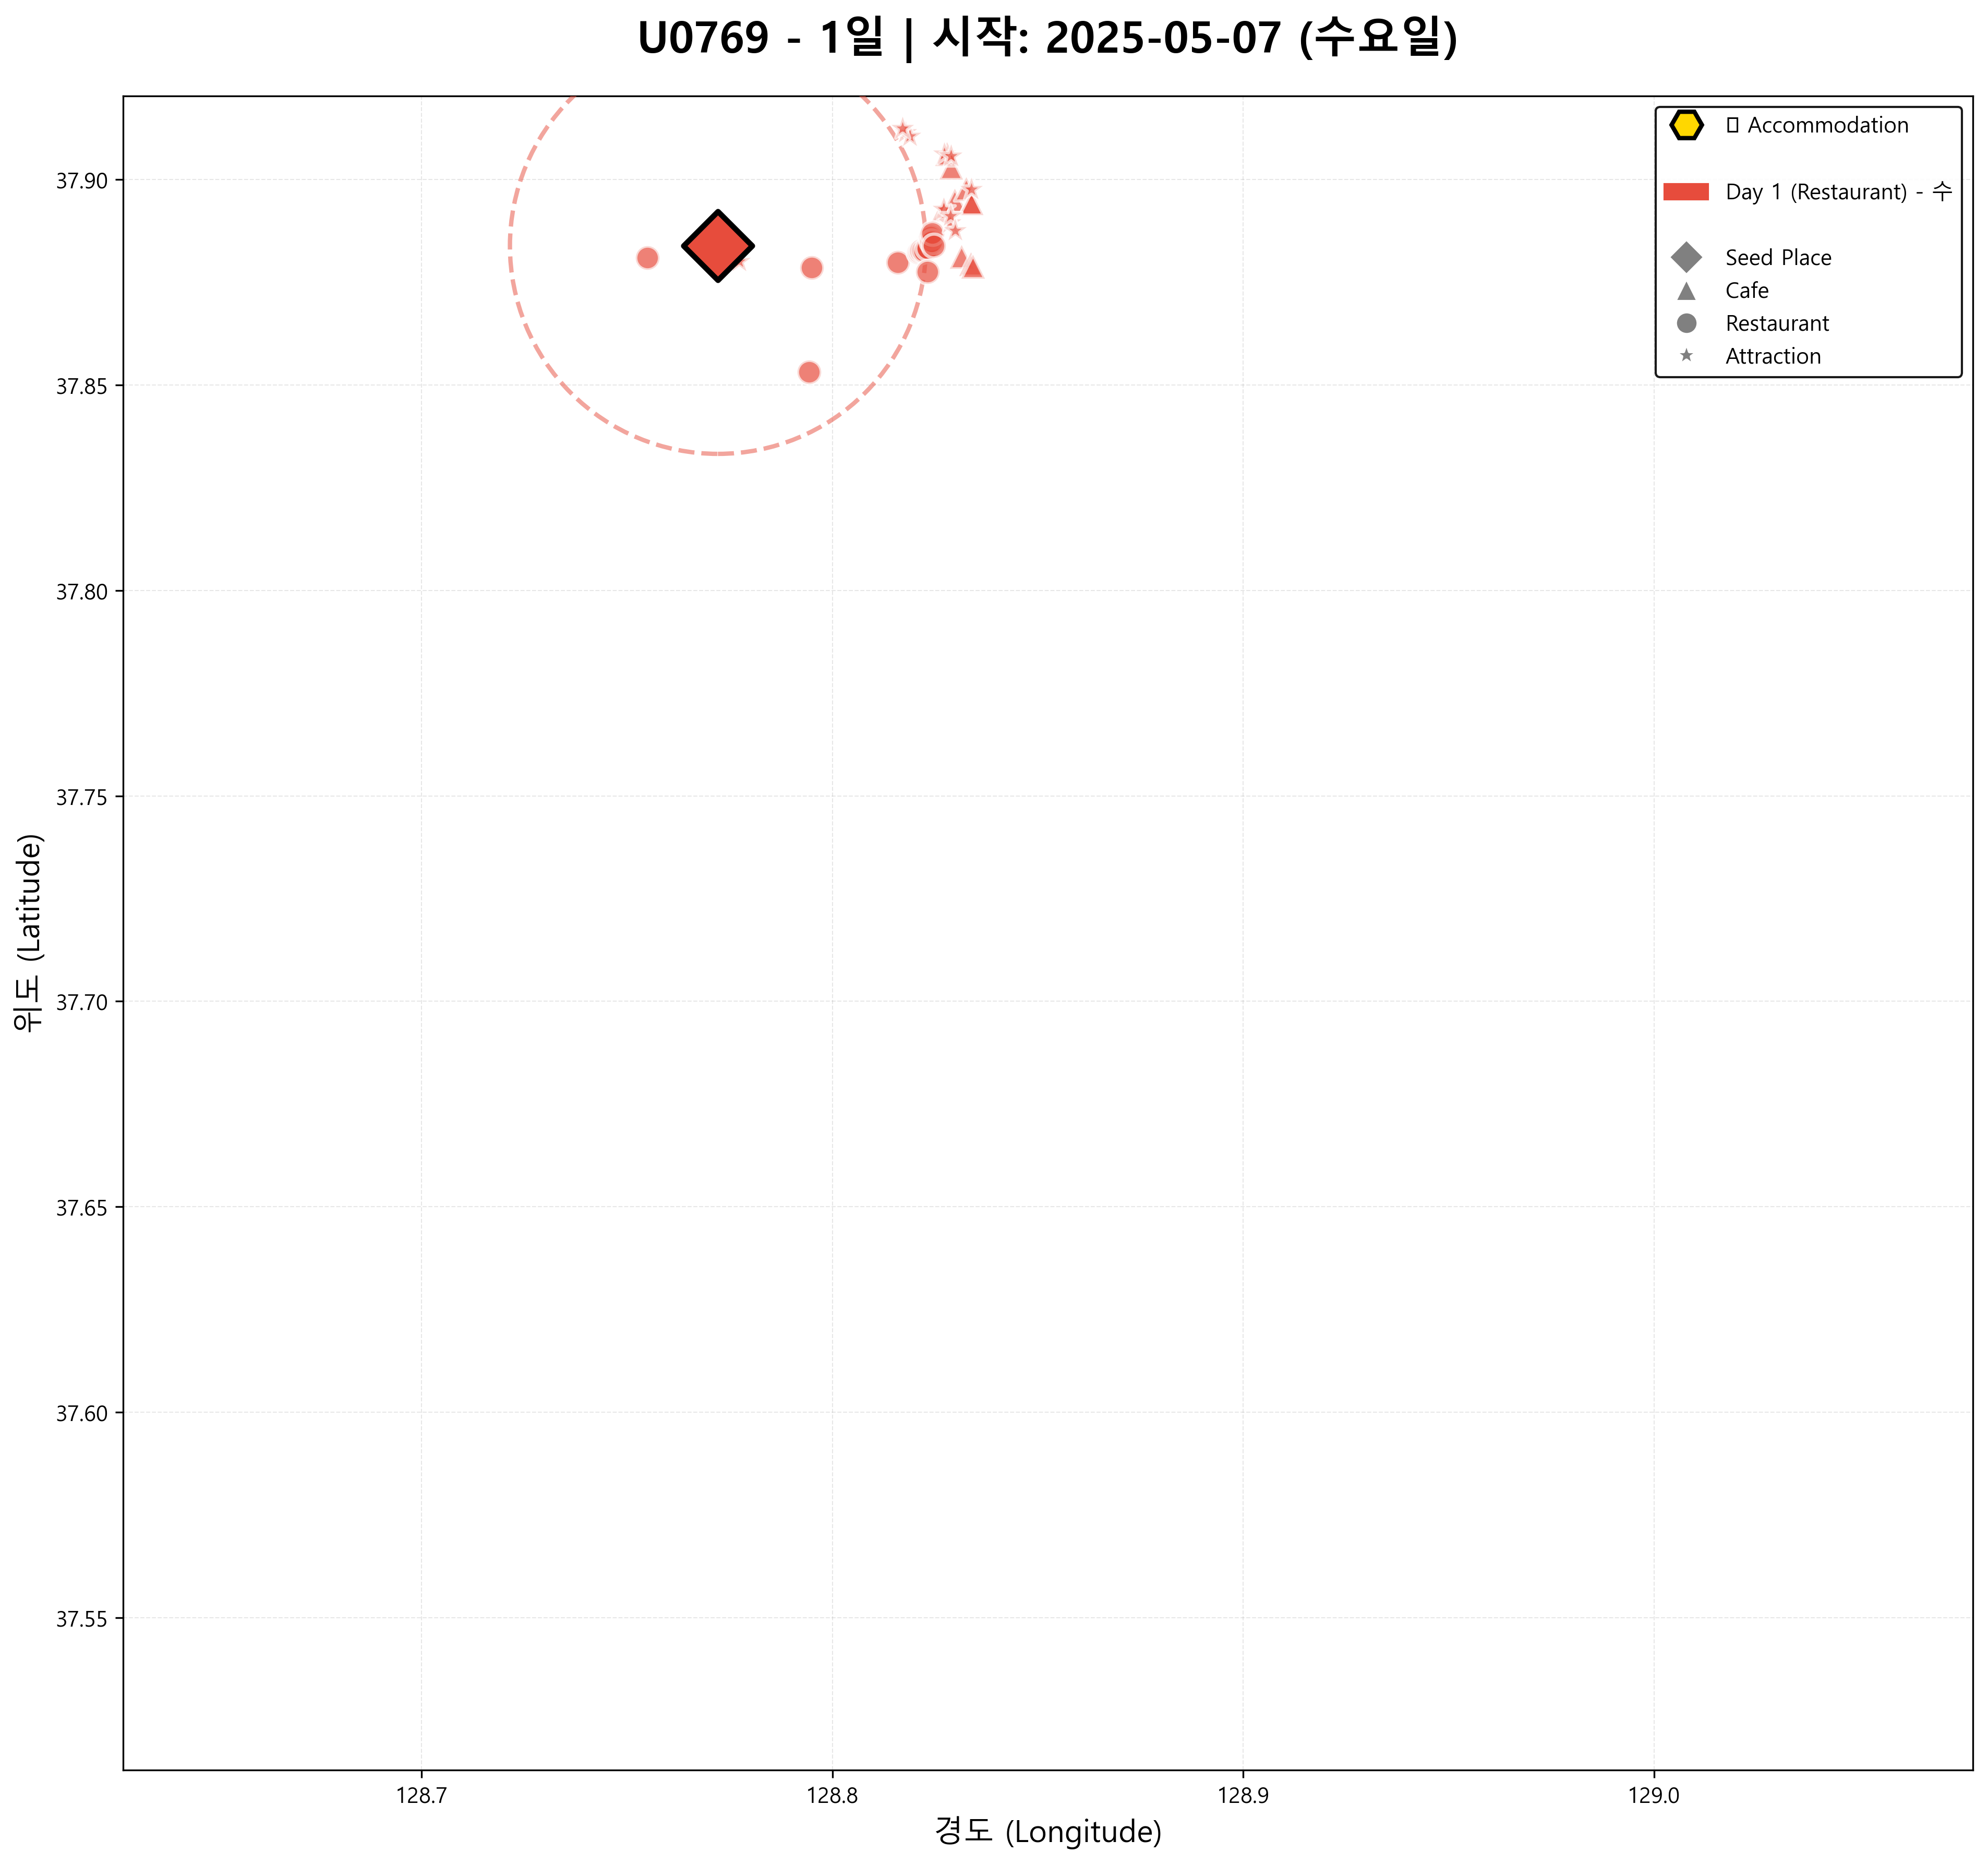 U0769 - 1일 | 시작: 2025-05-07 (수요일)
Accommodation
Day 1 (Restaurant) - 수
Seed Place
Cafe
Restaurant
Attraction
위도 (Latitude)
37.90
37.85
37.80
37.75
37.70
37.65
37.60
37.55
128.7
128.8
128.9
129.0
경도 (Longitude)